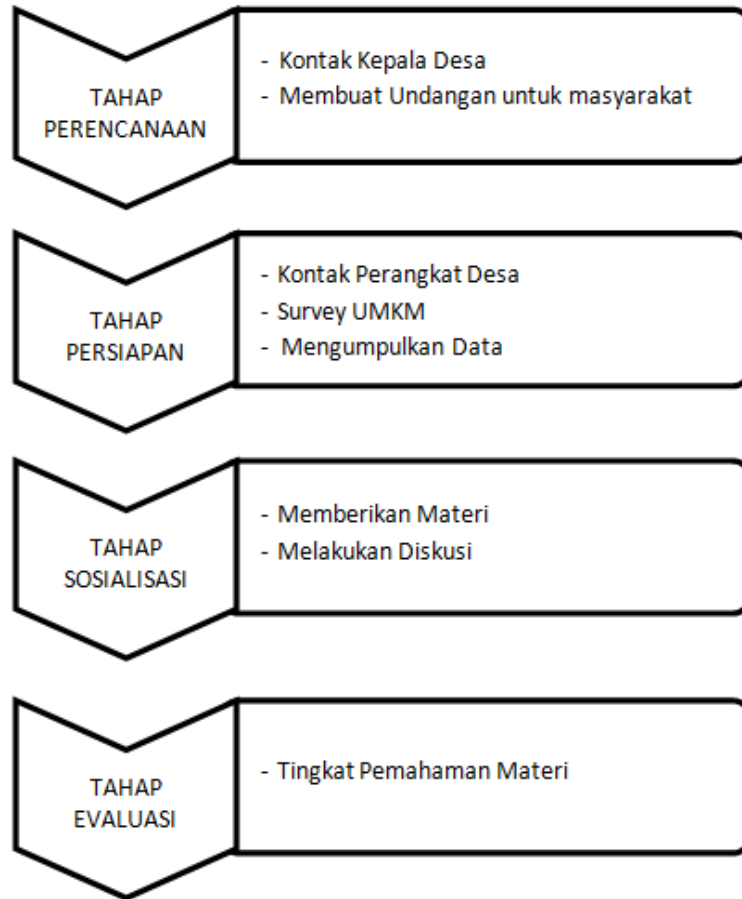 TAHAP
PERENCANAAN
- Kontak Kepala Desa
- Membuat Undangan untuk masyarakat
TAHAP
PERSIAPAN
- Kontak Perangkat Desa
- Survey UMKM
- Mengumpulkan Data
TAHAP
SOSIALISASI
- Memberikan Materi
- Melakukan Diskusi
TAHAP
EVALUASI
- Tingkat Pemahaman Materi